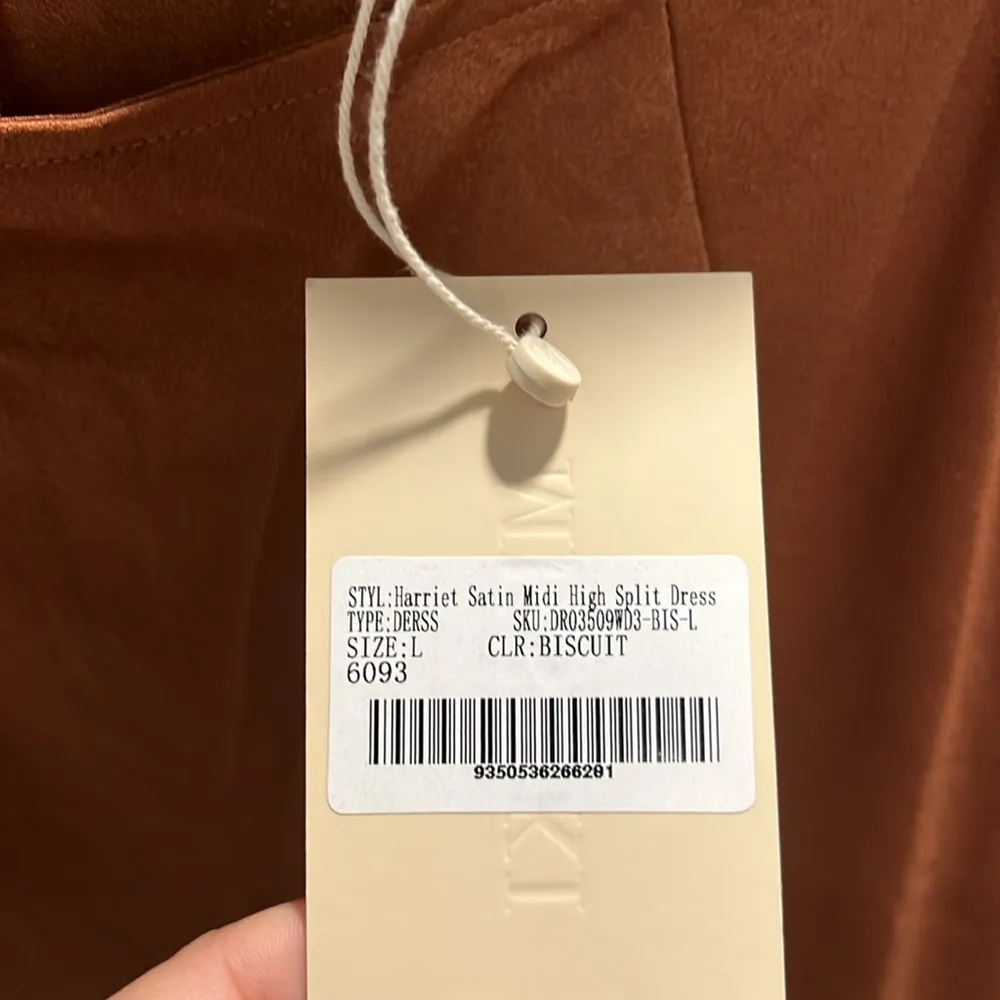 STYL:Harriet Satin Midi High Split Dress
TYPE:DERSS SKU:DR03509WD3-BIS-L
SIZE:L CLR:BISCUIT
6093
9350536266201